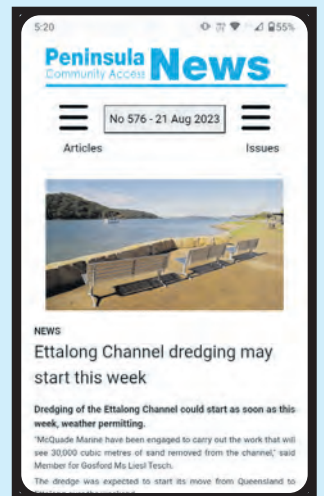 5:20
55%
Peninsula
Community Access
News
No 576 - 21 Aug 2023
Articles
Issues
NEWS
Ettalong Channel dredging may
start this week
Dredging of the Ettalong Channel could start as soon as this
week, weather permitting.
"McQuade Marine have been engaged to carry out the work that will
see 30,000 cubic metres of sand removed from the channel," said
Member for Gosford Ms Liesl Tesch.
The dredge was expected to start its move from Queensland to